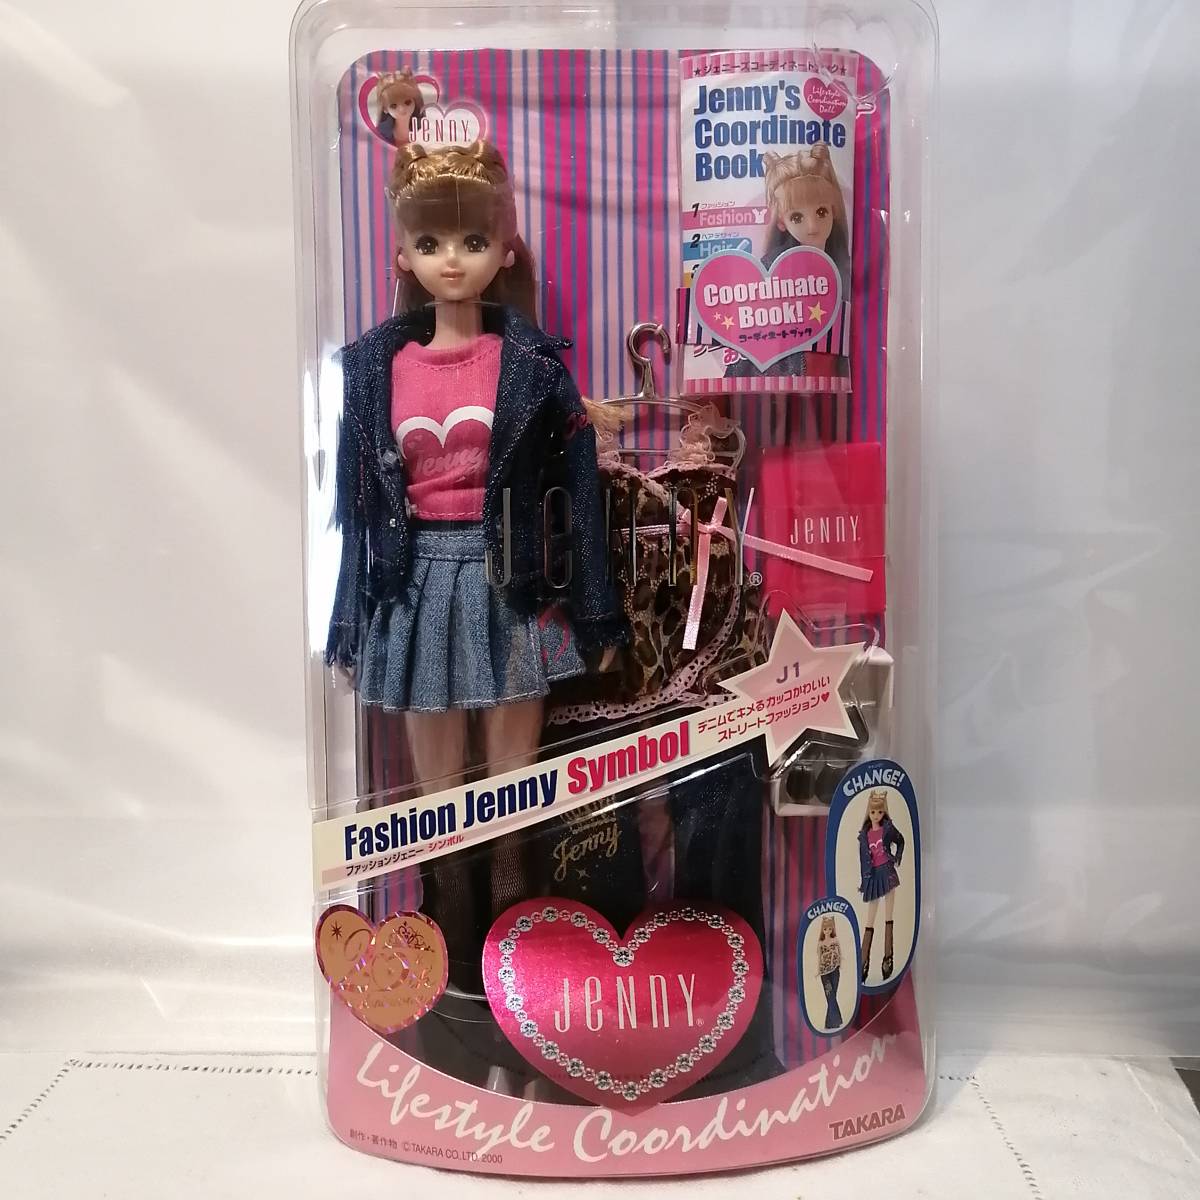 JeNNY
★ジェニーズコーディネートブック★
Jenny's
Coordinate
Book
Lifestyle
Coordination
Doll
1 ファッション
Fashion
2 ヘアデザイン
Hair
Coordinate
Book!
コーディネートブック
Jenny
JeNNY®
JeNNY
J1
デニムでキメるカッコかわいい
ストリートファッション♥
Fashion Jenny Symbol
ファッションジェニー シンボル
Jenny
CHANGE!
CHANGE!
JeNNY®
Lifestyle Coordination
TAKARA
創作・著作物 ©TAKARA CO.,LTD. 2000